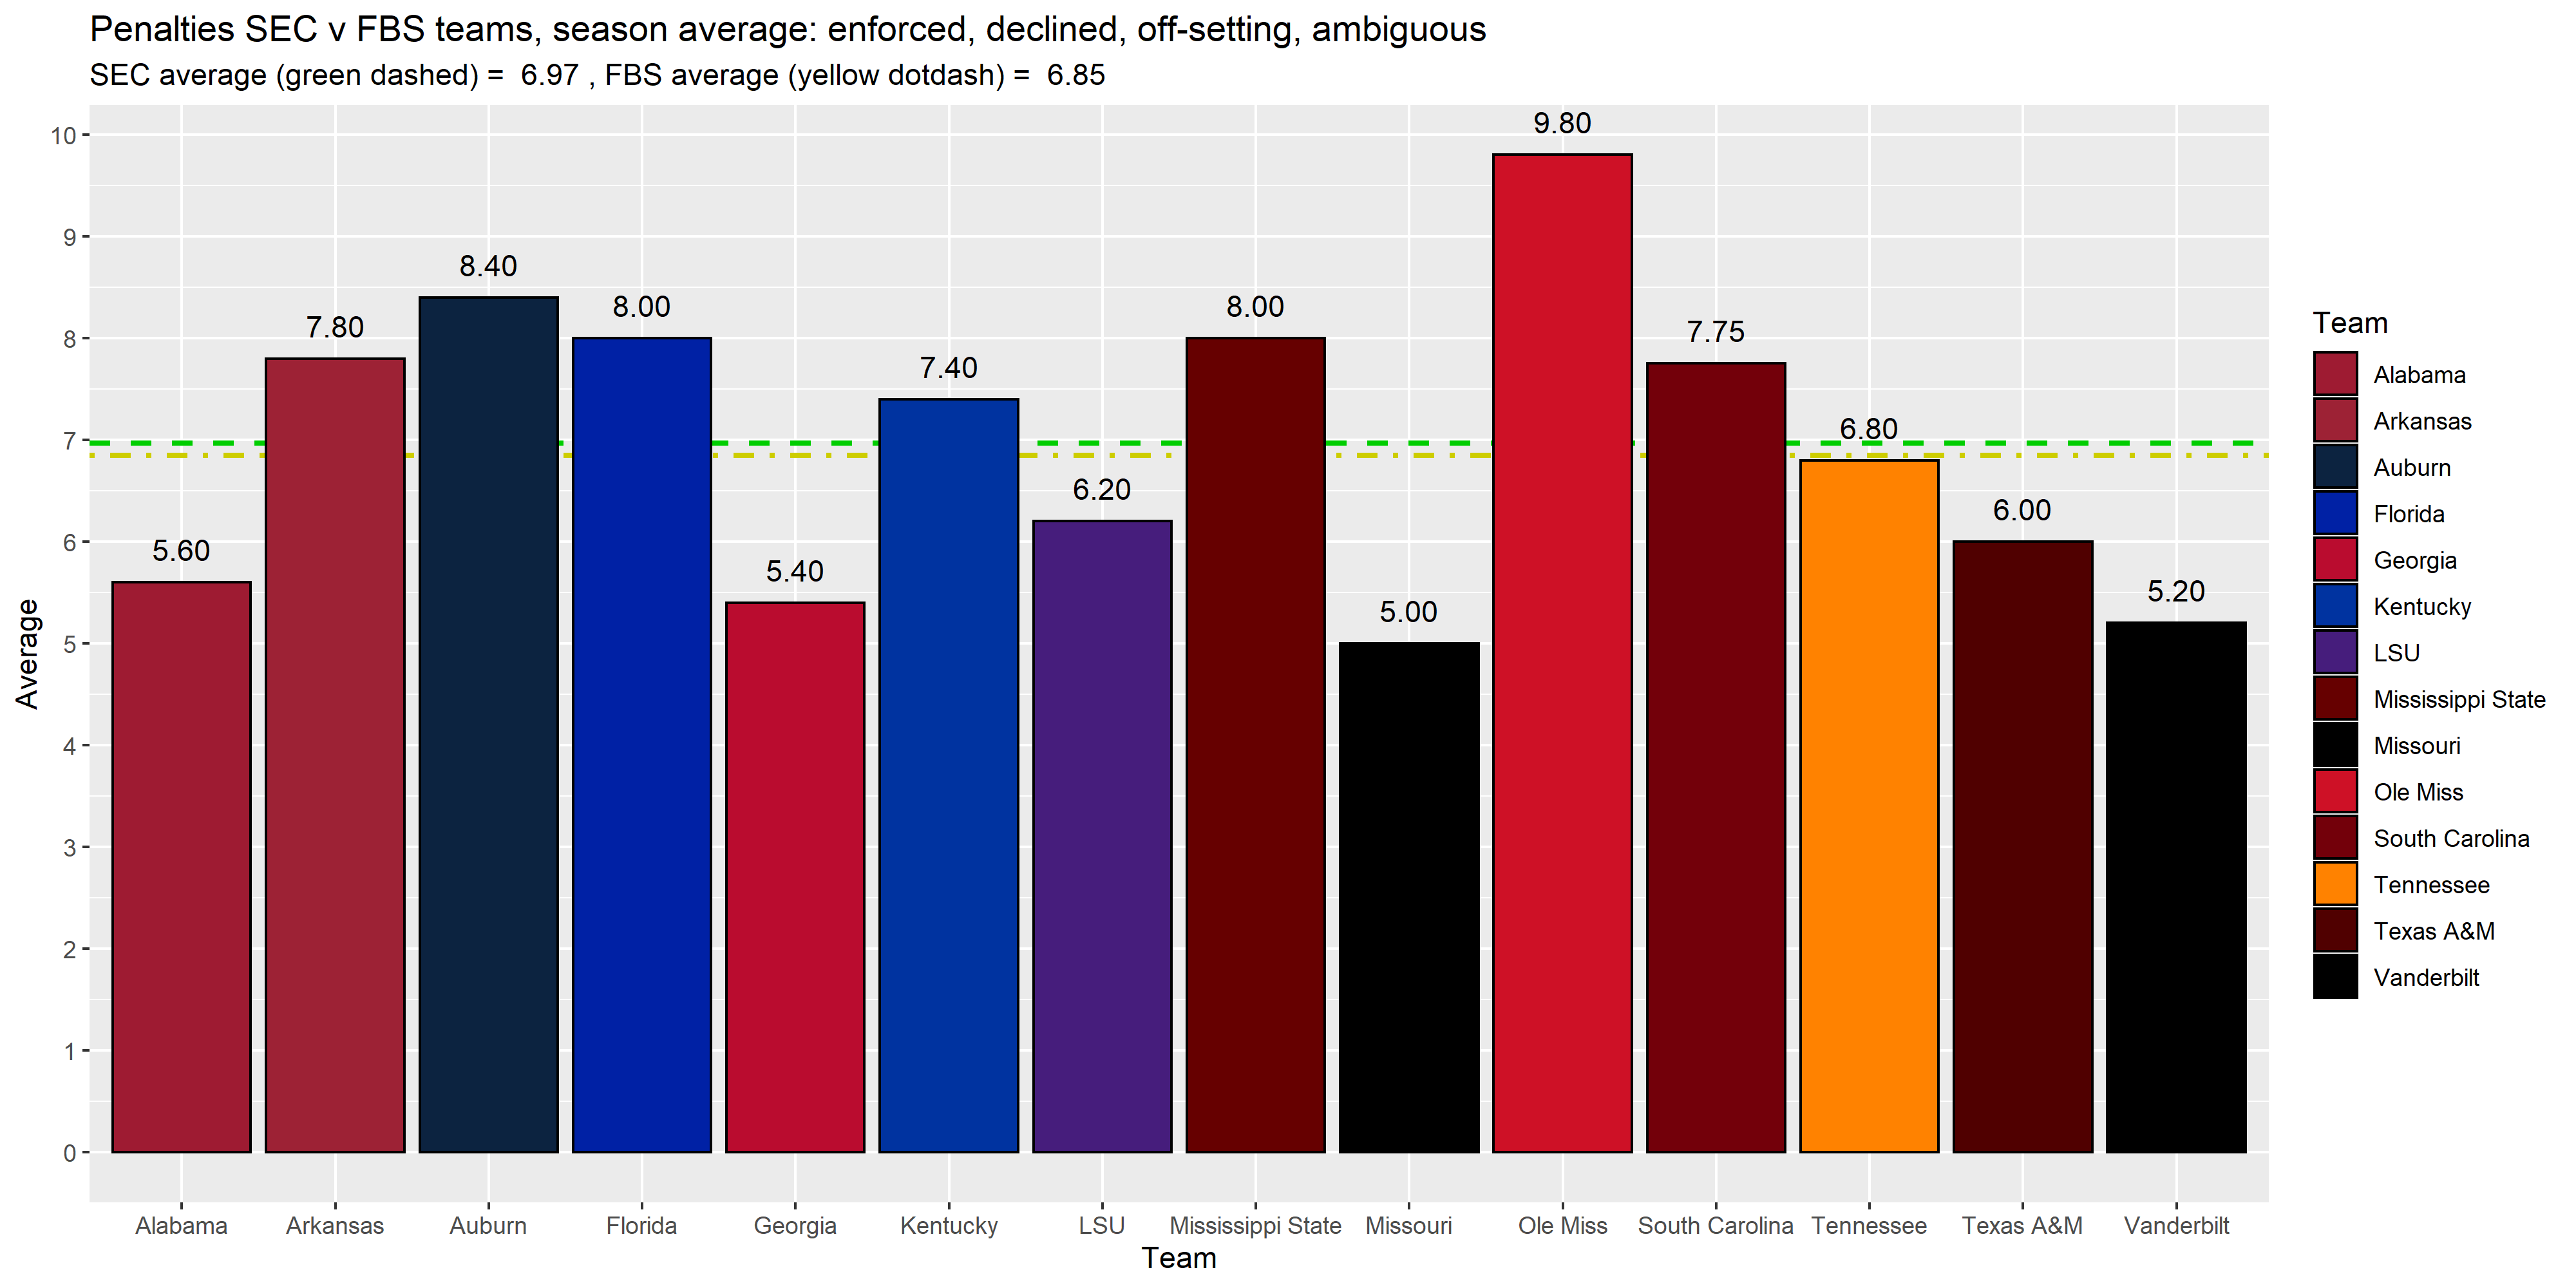 Penalties SEC v FBS teams, season average: enforced, declined, off-setting, ambiguous
SEC average (green dashed) =  6.97 , FBS average (yellow dotdash) =  6.85
Average
10
9
8
7
6
5
4
3
2
1
0
5.60
7.80
8.40
8.00
5.40
7.40
6.20
8.00
5.00
9.80
7.75
6.80
6.00
5.20
Alabama
Arkansas
Auburn
Florida
Georgia
Kentucky
LSU
Mississippi State
Missouri
Ole Miss
South Carolina
Tennessee
Texas A&M
Vanderbilt
Team
Team
Alabama
Arkansas
Auburn
Florida
Georgia
Kentucky
LSU
Mississippi State
Missouri
Ole Miss
South Carolina
Tennessee
Texas A&M
Vanderbilt